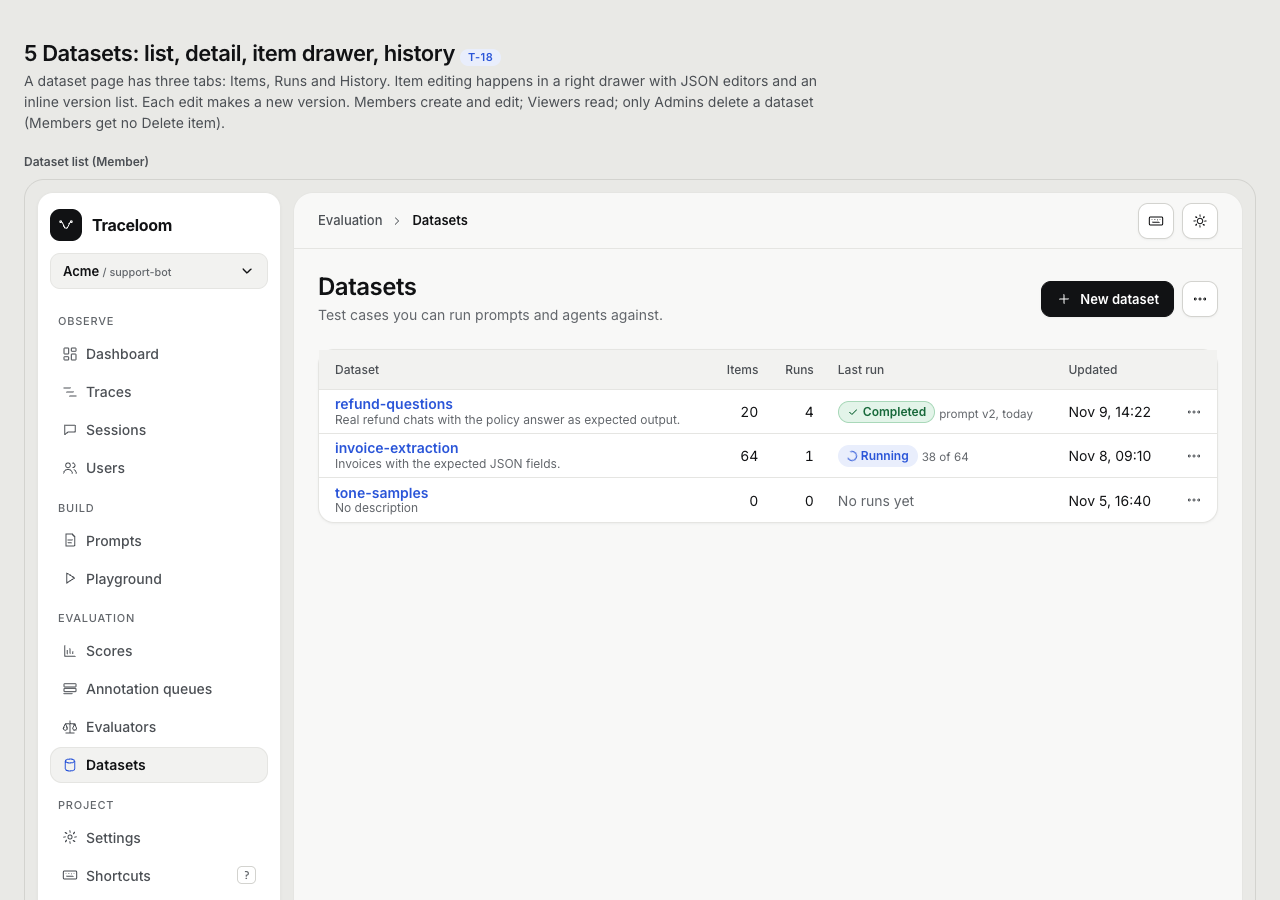 5 Datasets: list, detail, item drawer, history T-18
A dataset page has three tabs: Items, Runs and History. Item editing happens in a right drawer with JSON editors and an
inline version list. Each edit makes a new version. Members create and edit; Viewers read; only Admins delete a dataset
(Members get no Delete item).
Dataset list (Member)
Traceloom
Acme / support-bot
OBSERVE
Dashboard
Traces
Sessions
Users
BUILD
Prompts
Playground
EVALUATION
Scores
Annotation queues
Evaluators
Datasets
PROJECT
Settings
Shortcuts ?
Evaluation > Datasets
Datasets
Test cases you can run prompts and agents against.
New dataset
Dataset Items Runs Last run Updated
refund-questions 20 4 Completed prompt v2, today Nov 9, 14:22
Real refund chats with the policy answer as expected output.
invoice-extraction 64 1 Running 38 of 64 Nov 8, 09:10
Invoices with the expected JSON fields.
tone-samples 0 0 No runs yet Nov 5, 16:40
No description